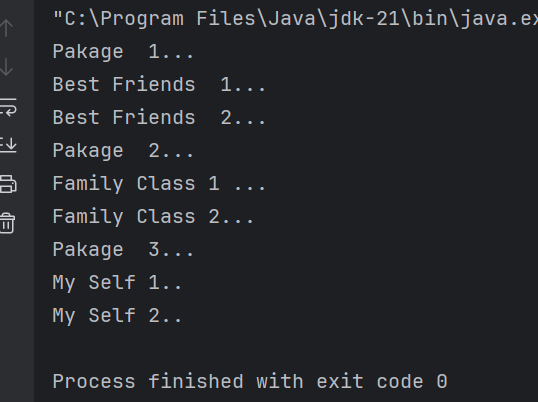 "C:\Program Files\Java\jdk-21\bin\java.ex
Pakage  1...
Best Friends  1...
Best Friends  2...
Pakage  2...
Family Class 1 ...
Family Class 2...
Pakage  3...
My Self 1..
My Self 2..
Process finished with exit code 0